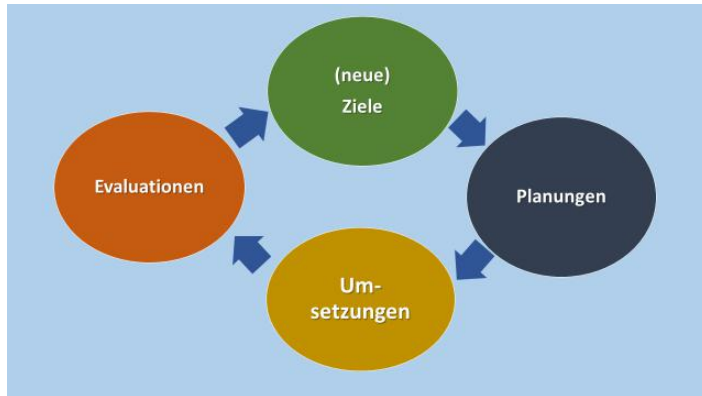 (neue)
Ziele
Planungen
Um-
setzungen
Evaluationen